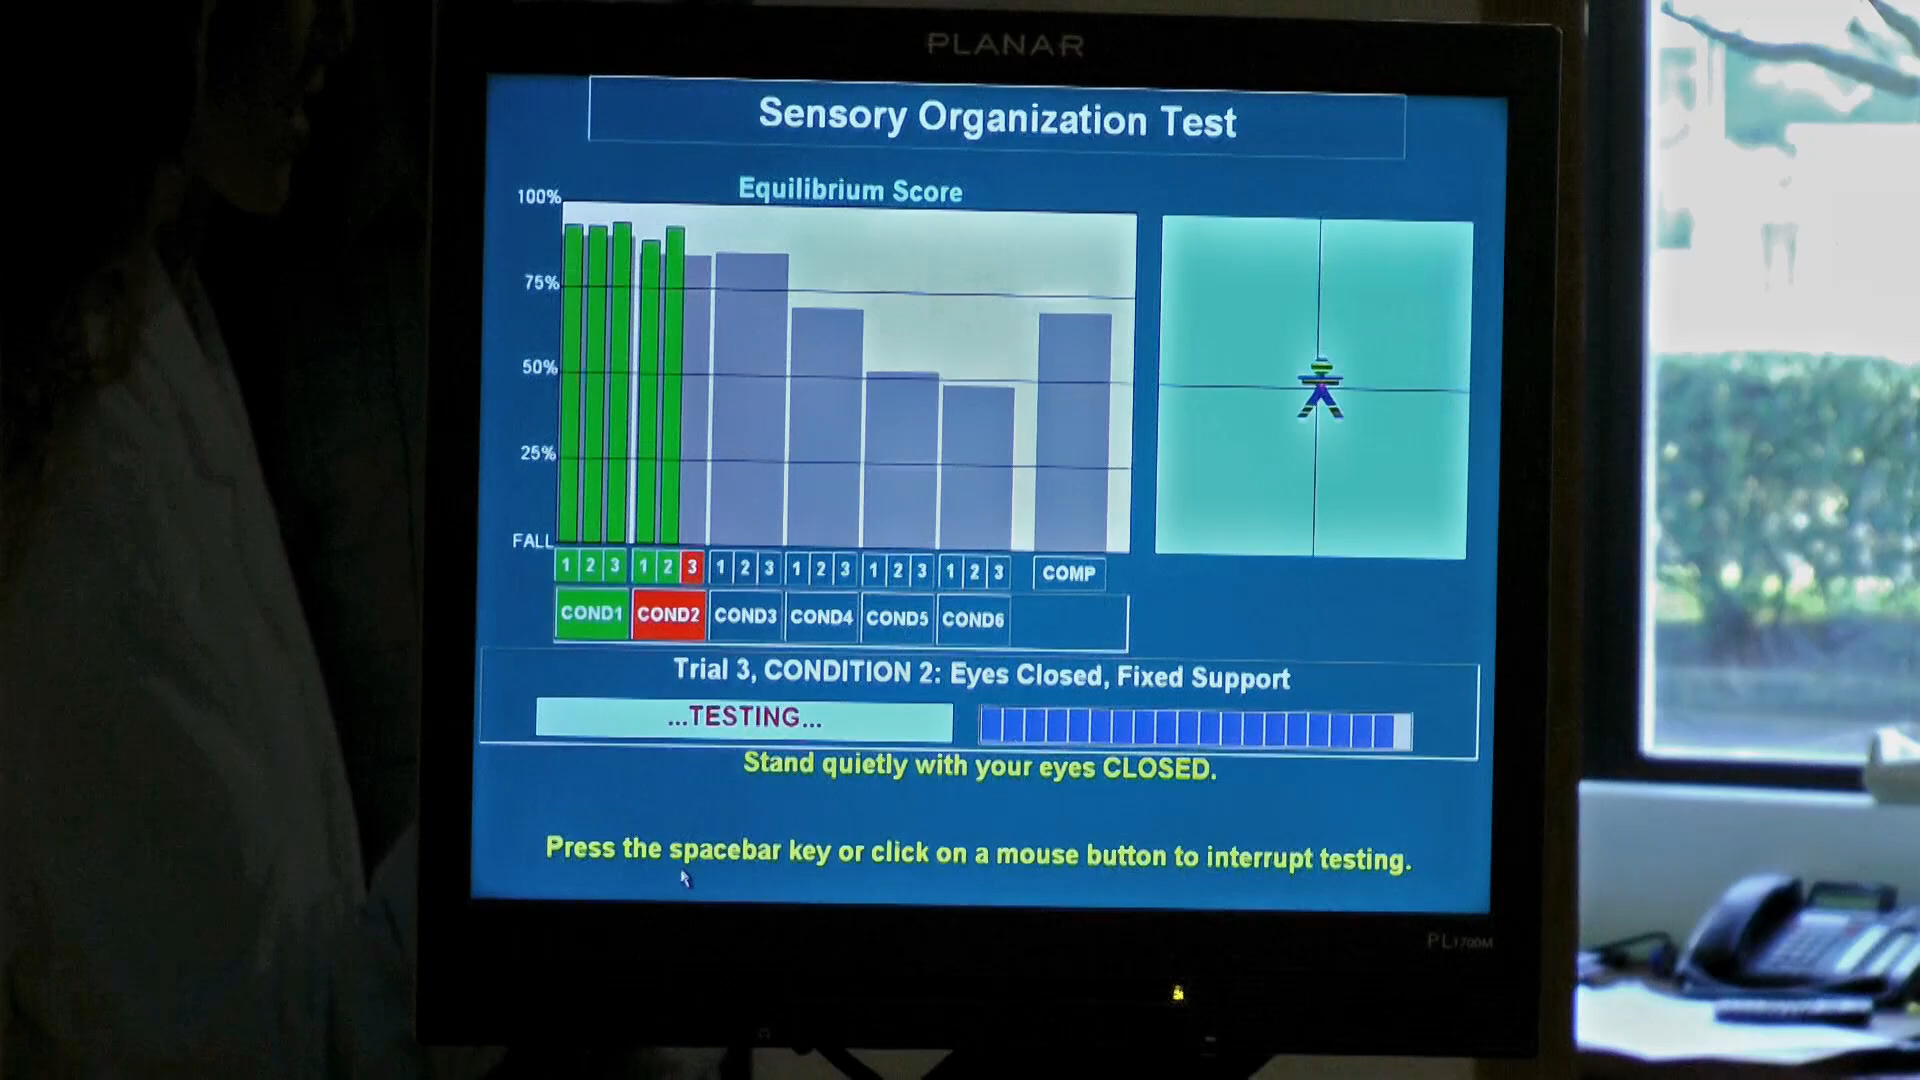 PLANAR
Sensory Organization Test
Equilibrium Score
100%
75%
50%
25%
FALL
1 2 3 1 2 3 1 2 3 1 2 3 1 2 3 1 2 3 COMP
COND1 COND2 COND3 COND4 COND5 COND6
Trial 3, CONDITION 2: Eyes Closed, Fixed Support
...TESTING...
Stand quietly with your eyes CLOSED.
Press the spacebar key or click on a mouse button to interrupt testing.
PL1700M